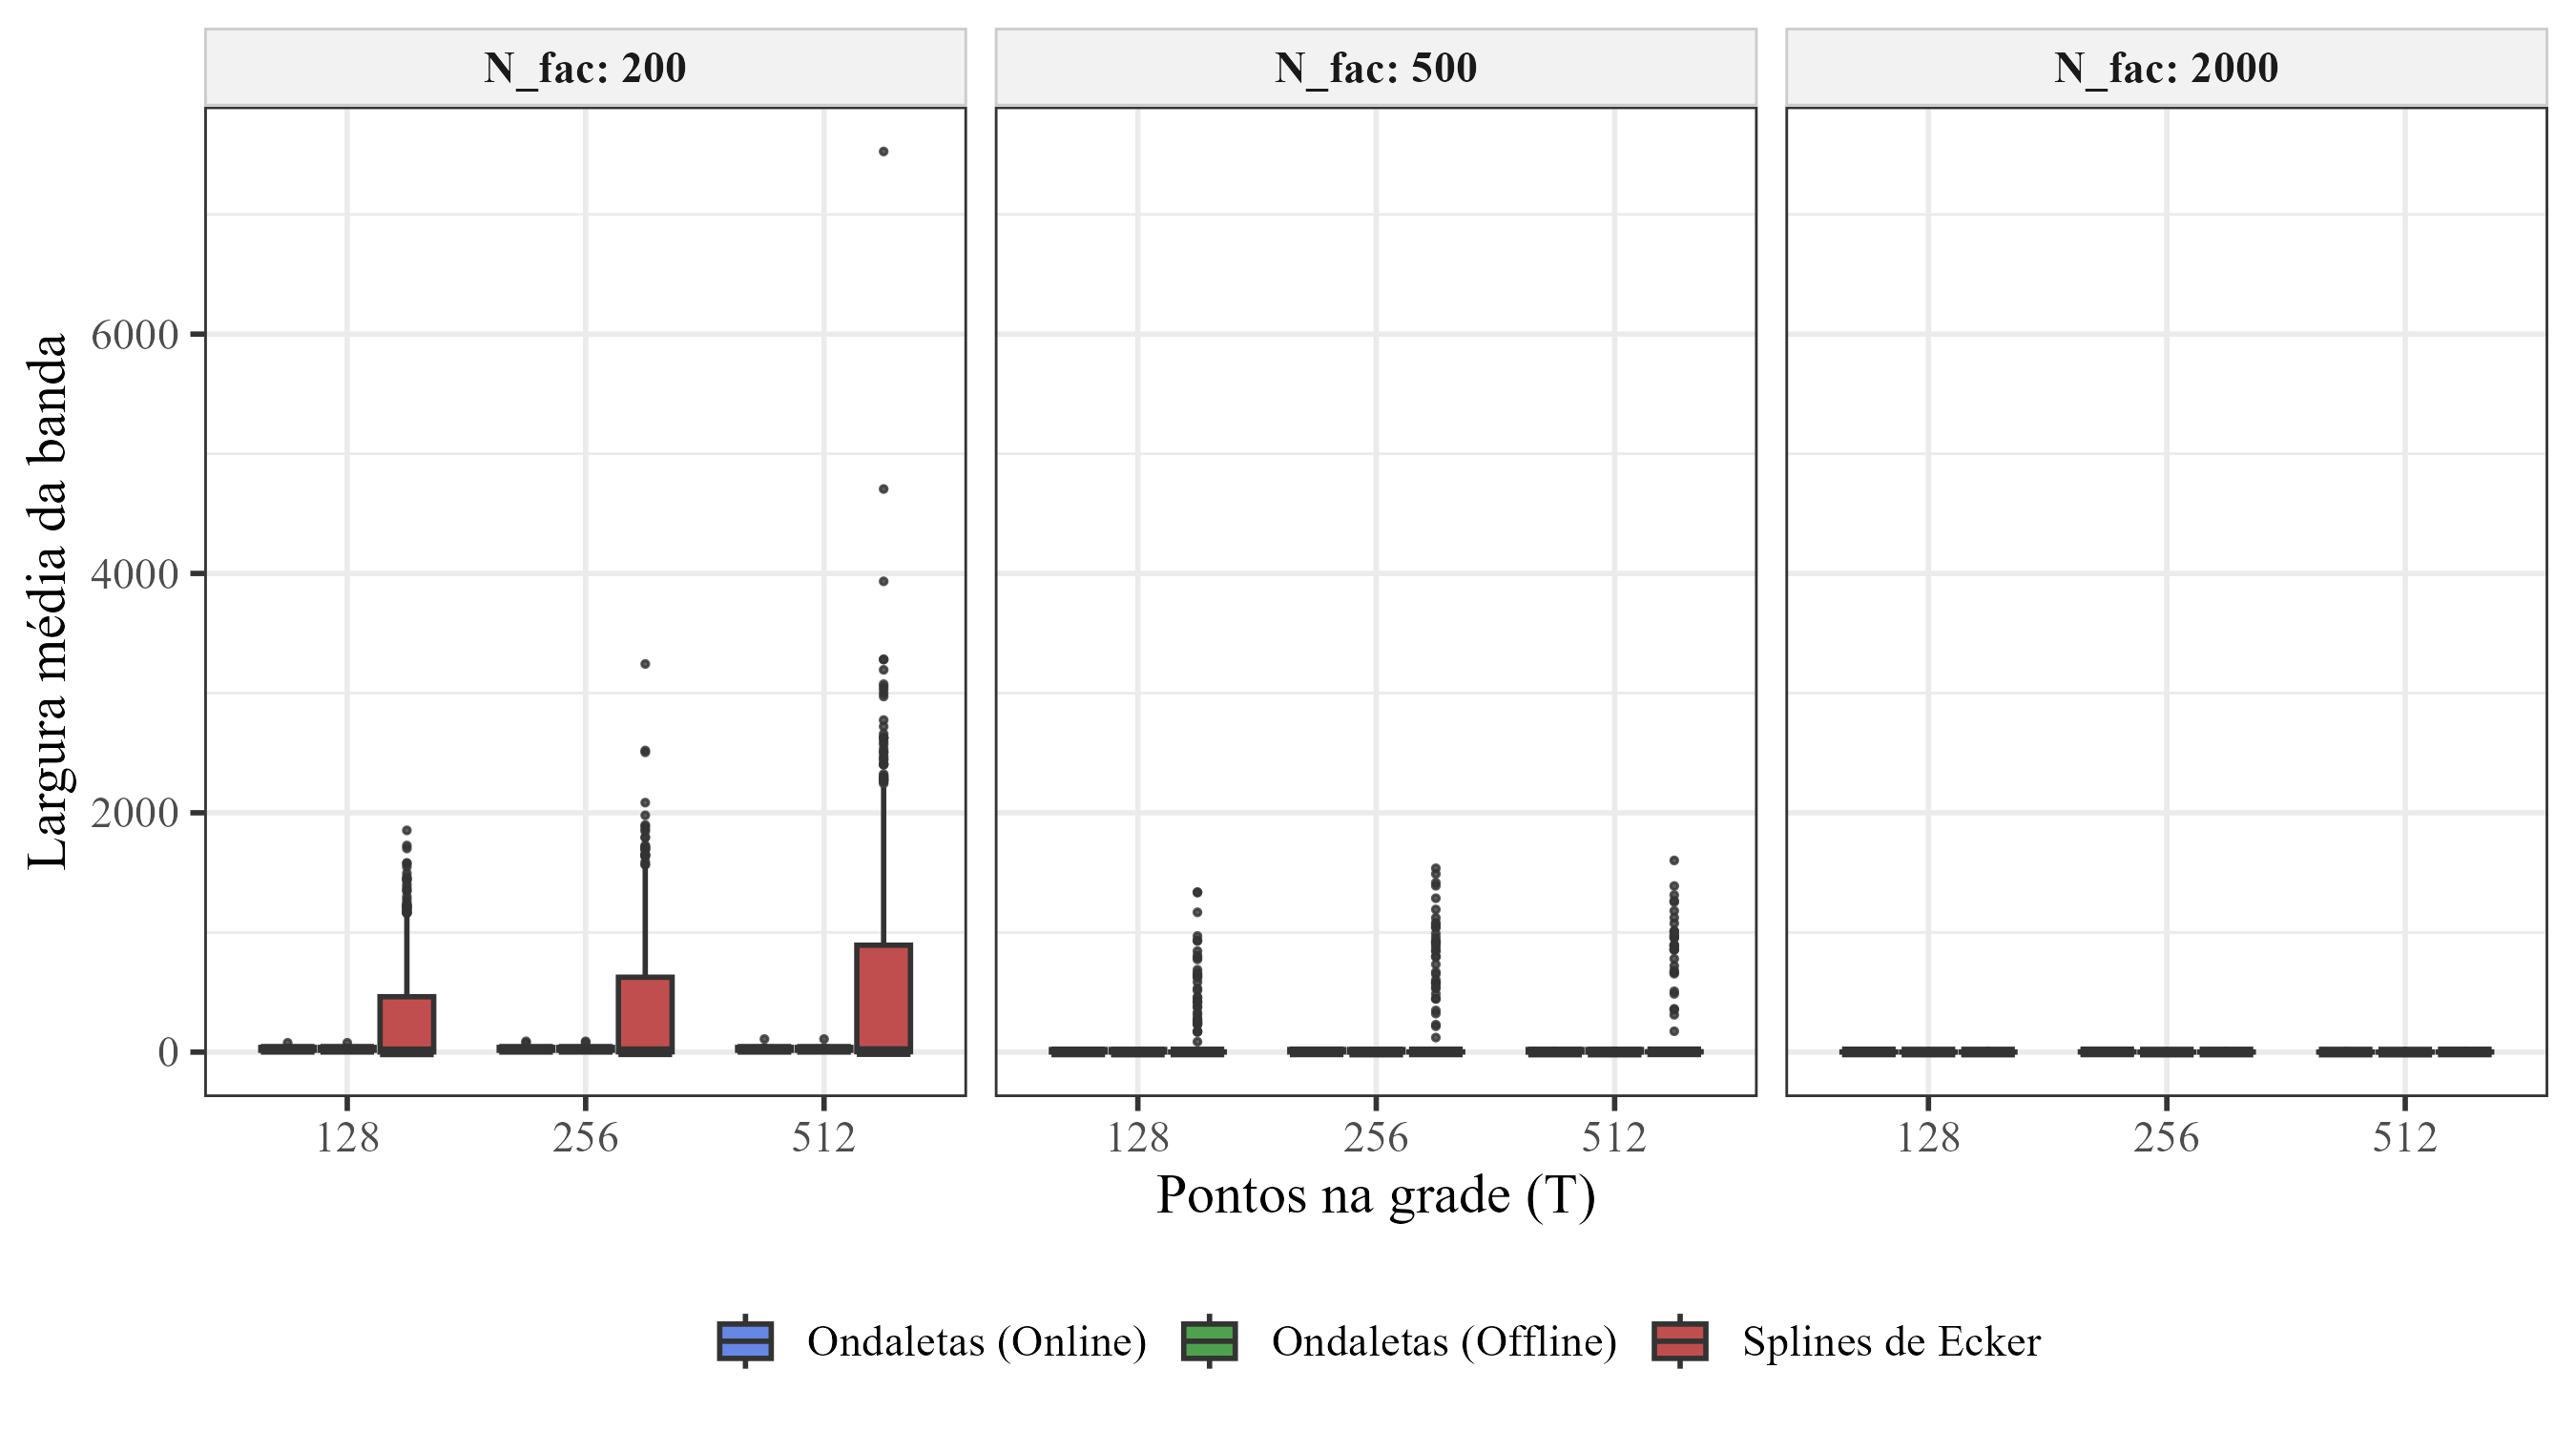 N_fac: 200 N_fac: 500 N_fac: 2000
Largura média da banda
6000
4000
2000
0
128 256 512 128 256 512 128 256 512
Pontos na grade (T)
Ondaletas (Online) Ondaletas (Offline) Splines de Ecker